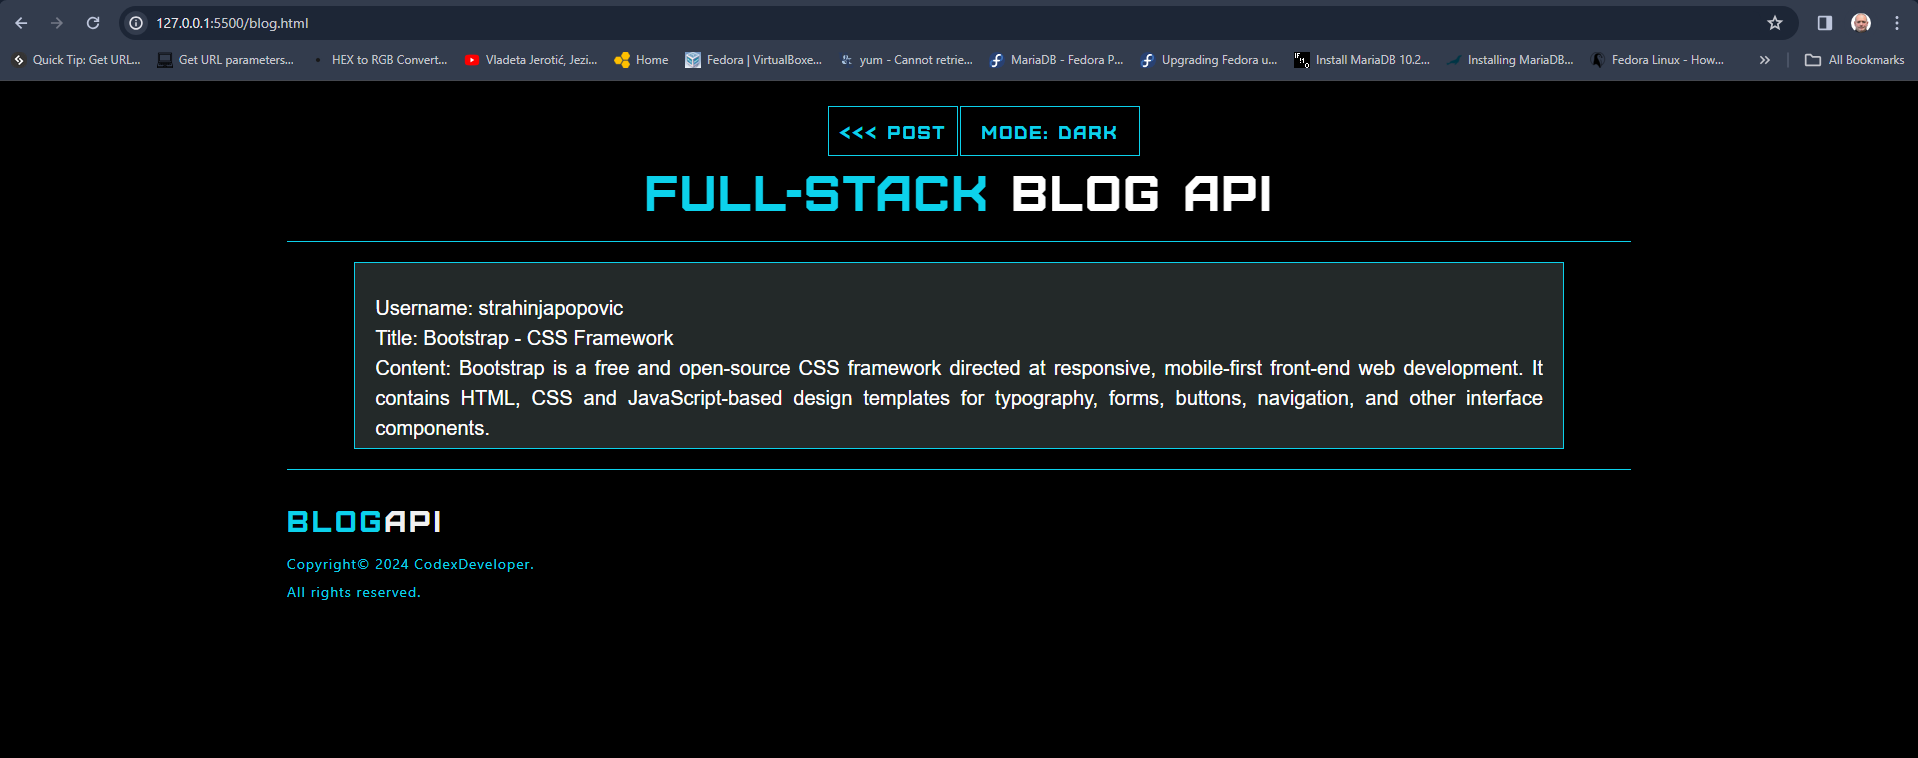 127.0.0.1:5500/blog.html
Quick Tip: Get URL... Get URL parameters... HEX to RGB Convert... Vladeta Jerotić, Jezi... Home Fedora | VirtualBoxe... yum - Cannot retrie... MariaDB - Fedora P... Upgrading Fedora u... Install MariaDB 10.2... Installing MariaDB... Fedora Linux - How... All Bookmarks
<<< POST MODE: DARK
FULL-STACK BLOG API
Username: strahinjapopovic
Title: Bootstrap - CSS Framework
Content: Bootstrap is a free and open-source CSS framework directed at responsive, mobile-first front-end web development. It
contains HTML, CSS and JavaScript-based design templates for typography, forms, buttons, navigation, and other interface
components.
BLOGAPI
Copyright© 2024 CodexDeveloper.
All rights reserved.